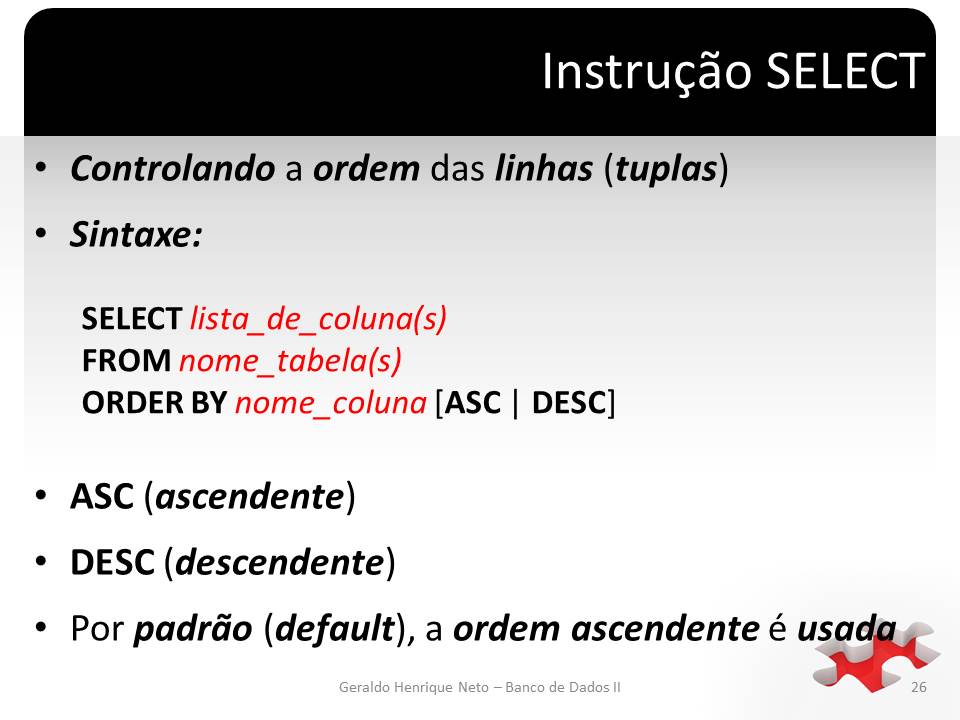 Instrução SELECT
• Controlando a ordem das linhas (tuplas)
• Sintaxe:
SELECT lista_de_coluna(s)
FROM nome_tabela(s)
ORDER BY nome_coluna [ASC | DESC]
• ASC (ascendente)
• DESC (descendente)
• Por padrão (default), a ordem ascendente é usada
Geraldo Henrique Neto – Banco de Dados II
26